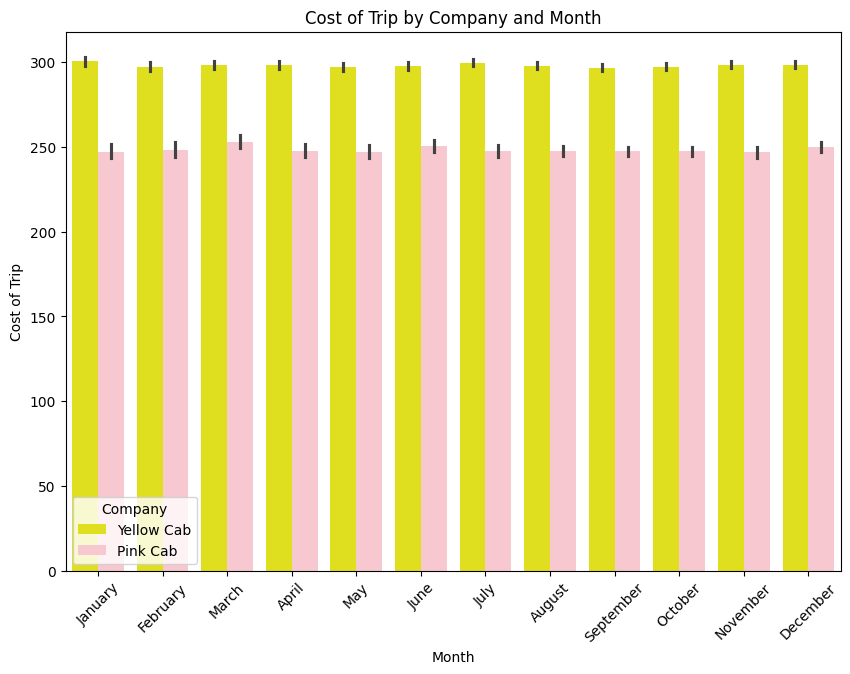 Cost of Trip by Company and Month
Cost of Trip
300
250
200
150
100
50
0
Company
Yellow Cab
Pink Cab
January
February
March
April
May
June
July
August
September
October
November
December
Month